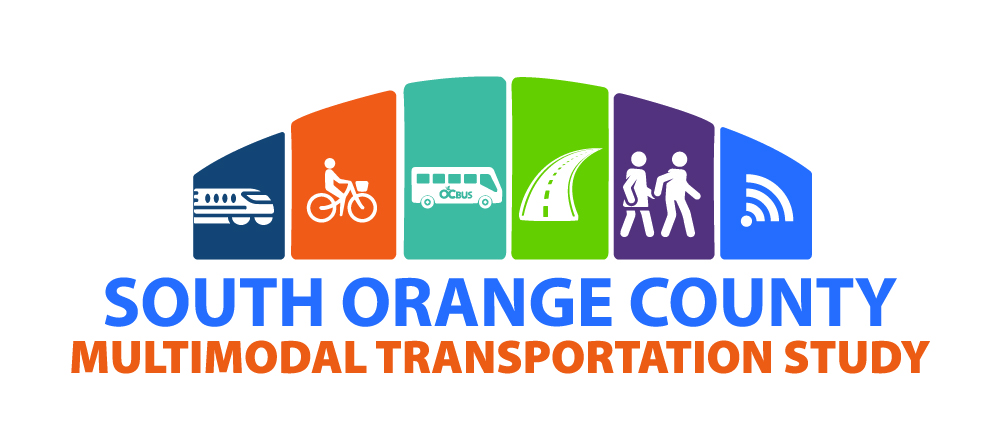 OCBUS
SOUTH ORANGE COUNTY
MULTIMODAL TRANSPORTATION STUDY